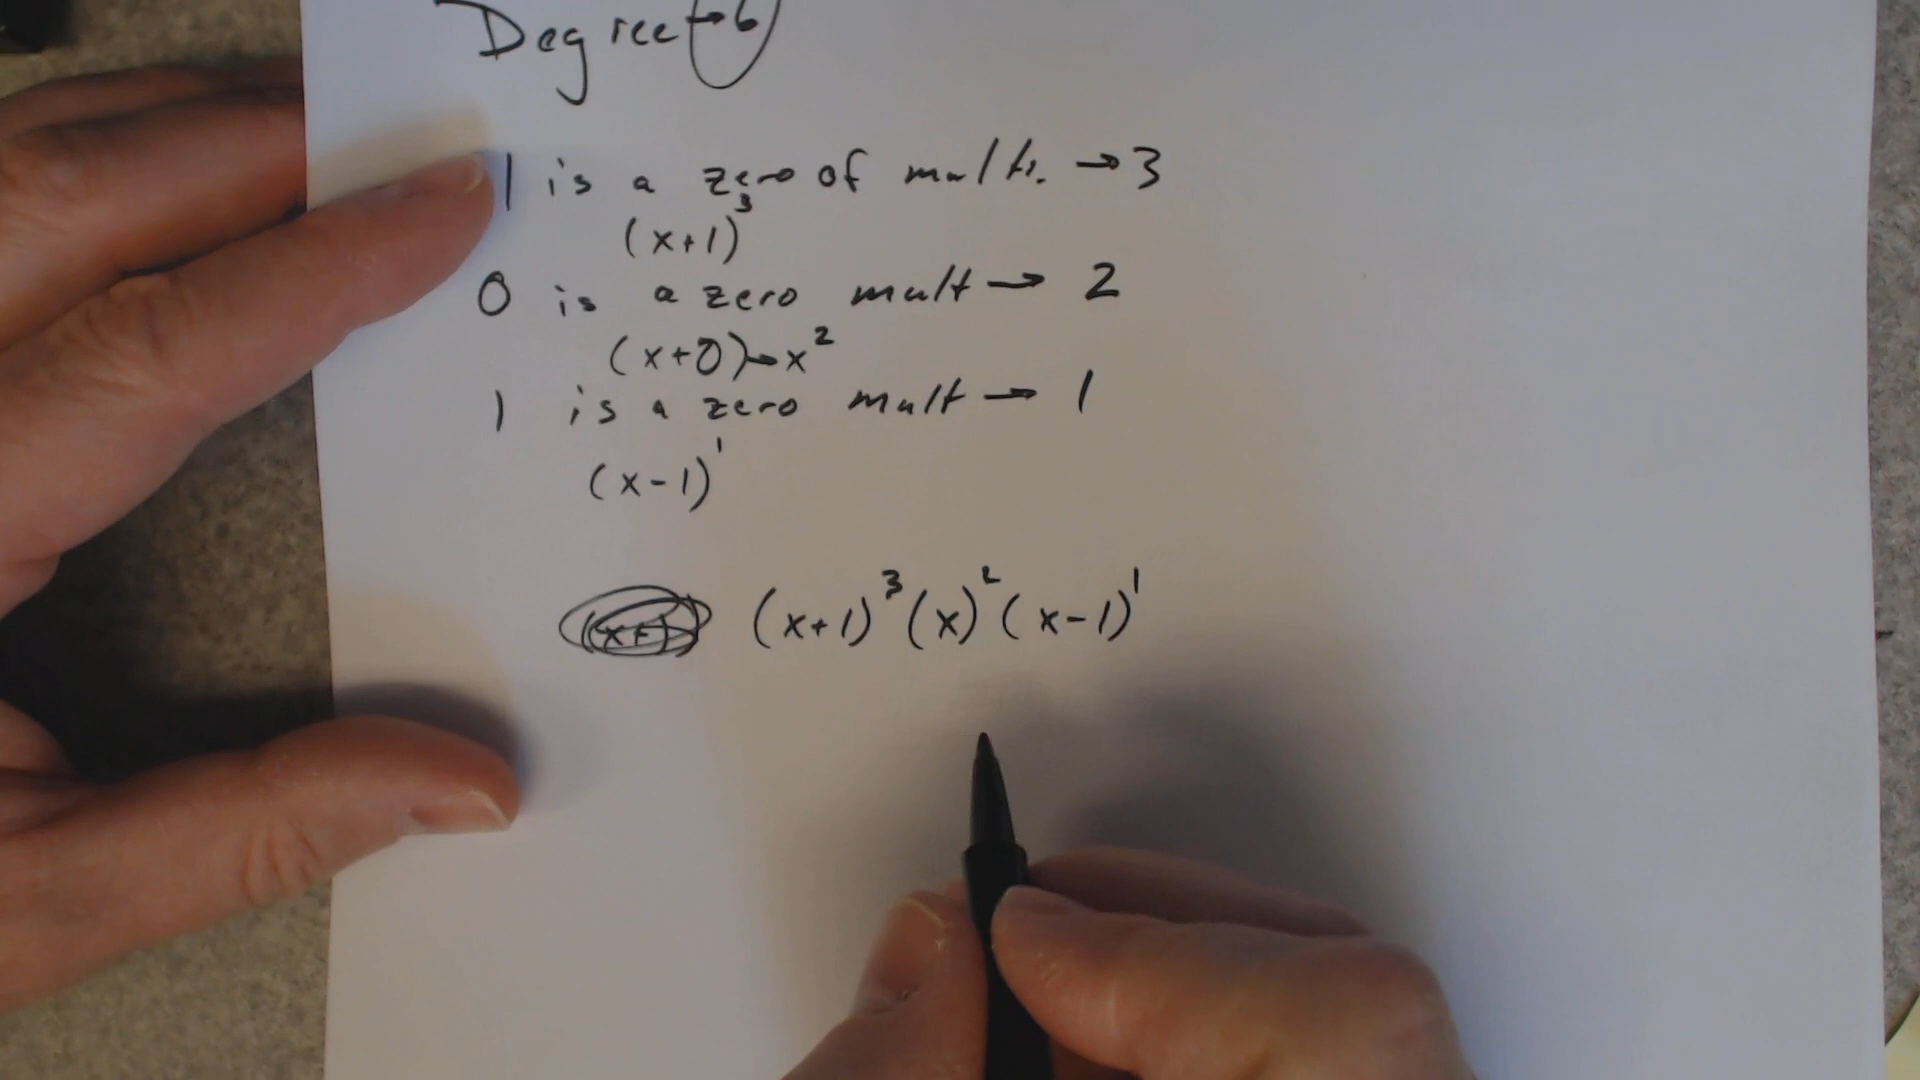 Degree → 6
1 is a zero of multi. → 3
(x+1)³
0 is a zero mult → 2
(x+0) → x²
1 is a zero mult → 1
(x-1)¹
(x+1)³(x)²(x-1)¹